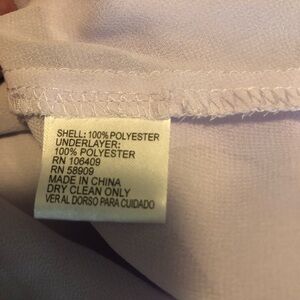 SHELL: 100% POLYESTER
UNDERLAYER:
100% POLYESTER
RN 106409
RN 58909
MADE IN CHINA
DRY CLEAN ONLY
VER AL DORSO PARA CUIDADO